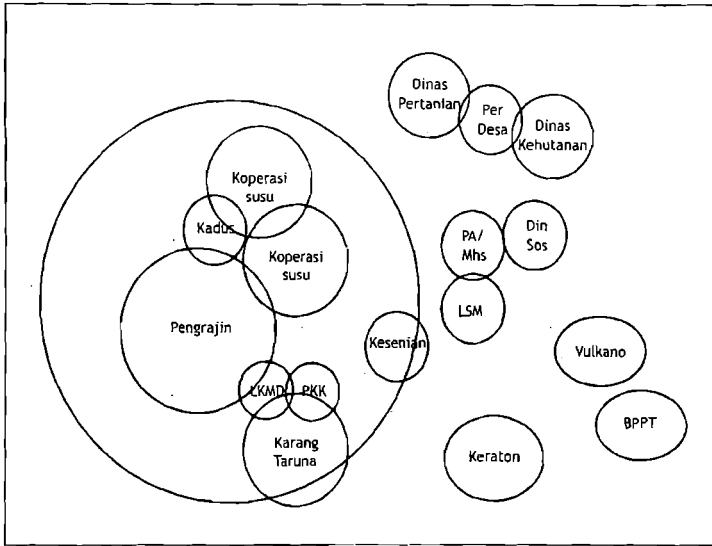 Dinas
Pertanian
Per
Desa
Dinas
Kehutanan
Koperasi
susu
Kadus
Koperasi
susu
PA/
Mhs
Din
Sos
LSM
Pengrajin
Kesenian
Vulkano
LKMD
PKK
Karang
Taruna
Keraton
BPPT